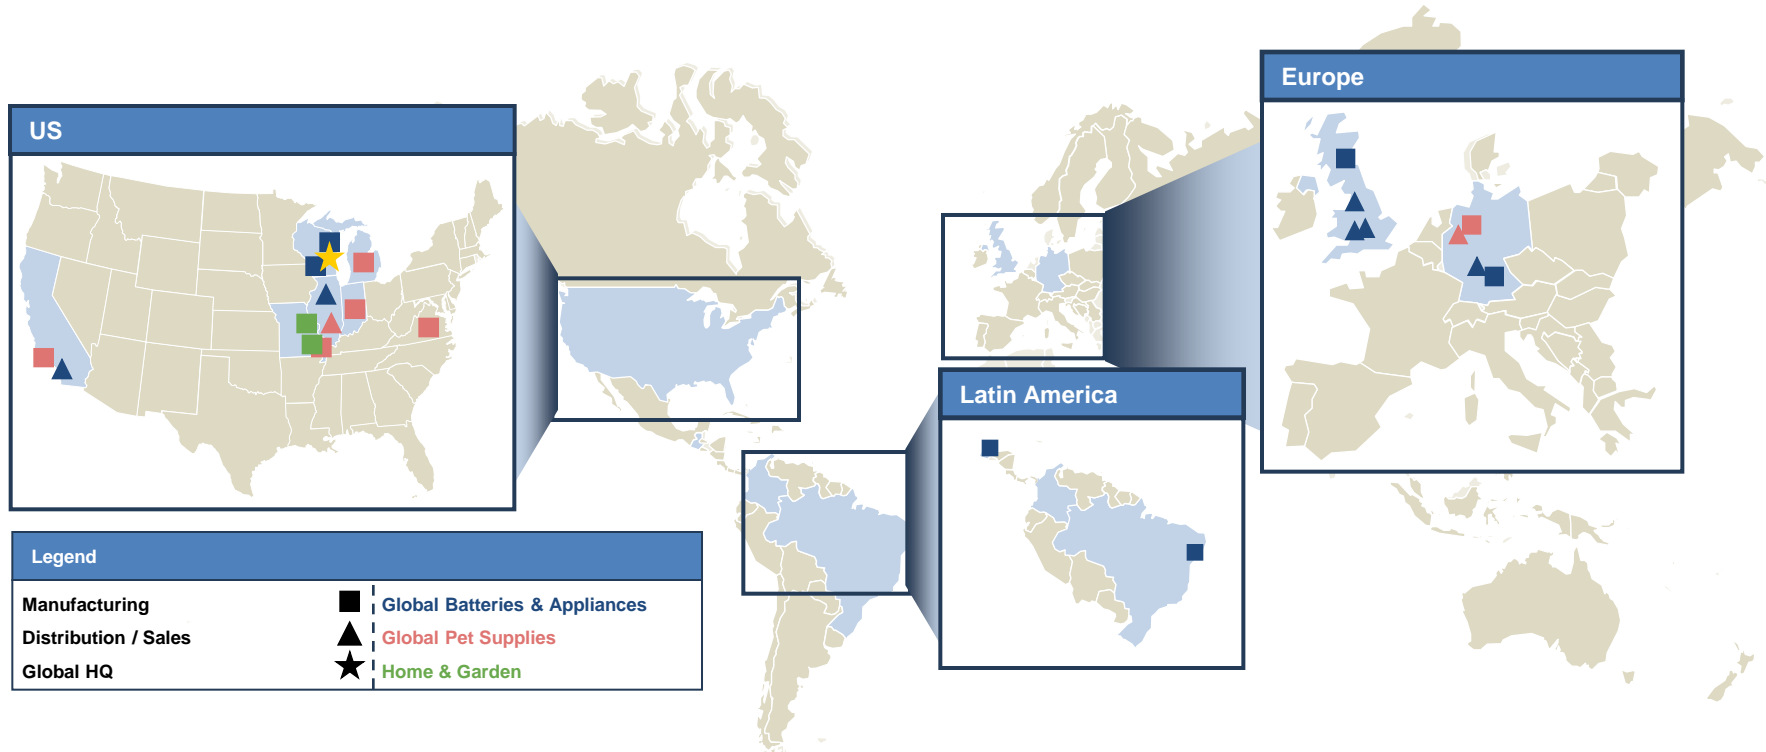 US
Europe
Latin America
Legend
Manufacturing
Global Batteries & Appliances
Distribution / Sales
Global Pet Supplies
Global HQ
Home & Garden